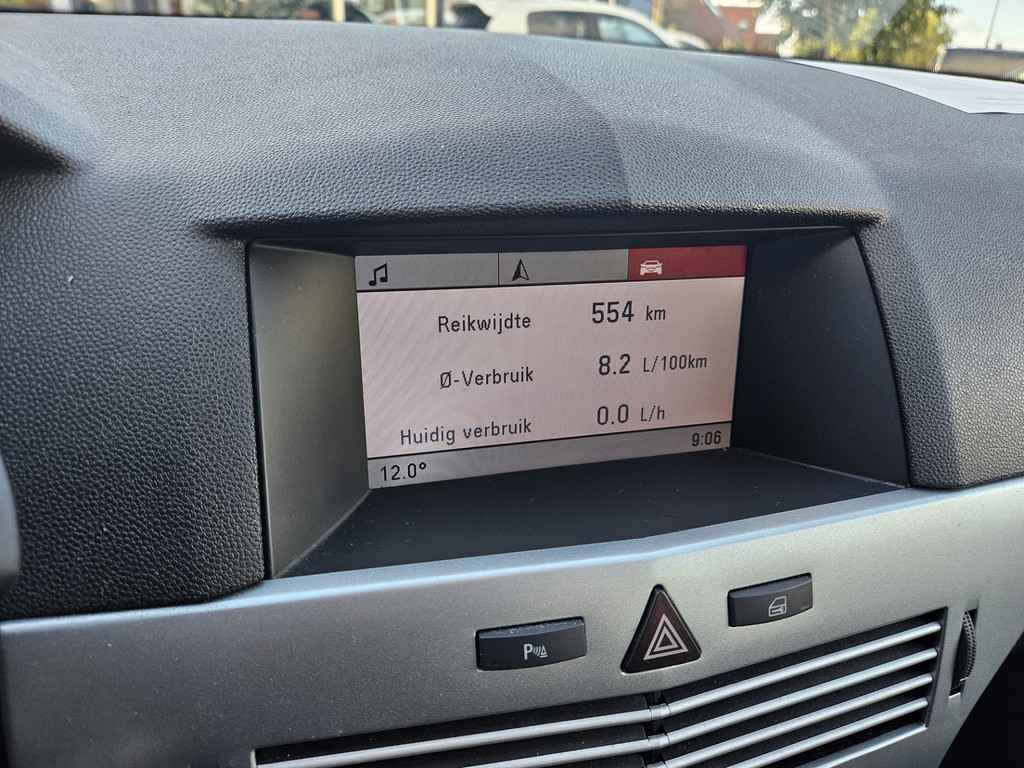 Reikwijdte 554 km
Ø-Verbruik 8.2 L/100km
Huidig verbruik 0.0 L/h
12.0° 9:06
P